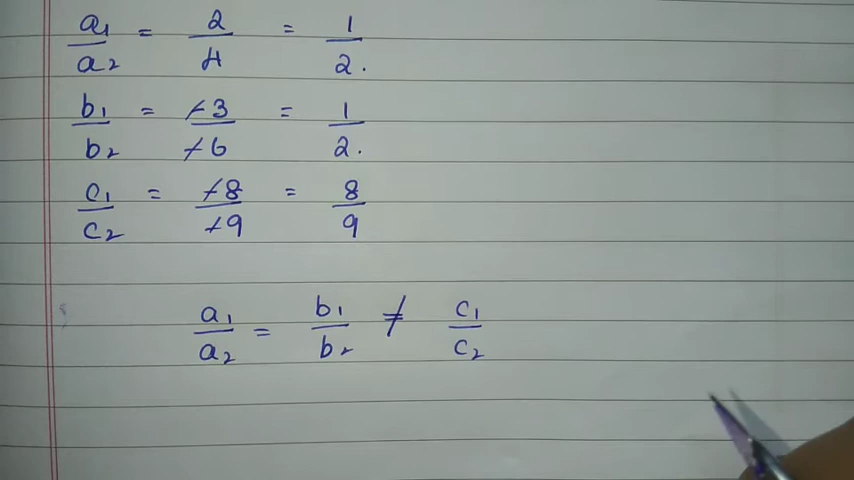 a1/a2 = 2/4 = 1/2.
b1/b2 = -3/-6 = 1/2.
c1/c2 = -8/-9 = 8/9
a1/a2 = b1/b2 ≠ c1/c2